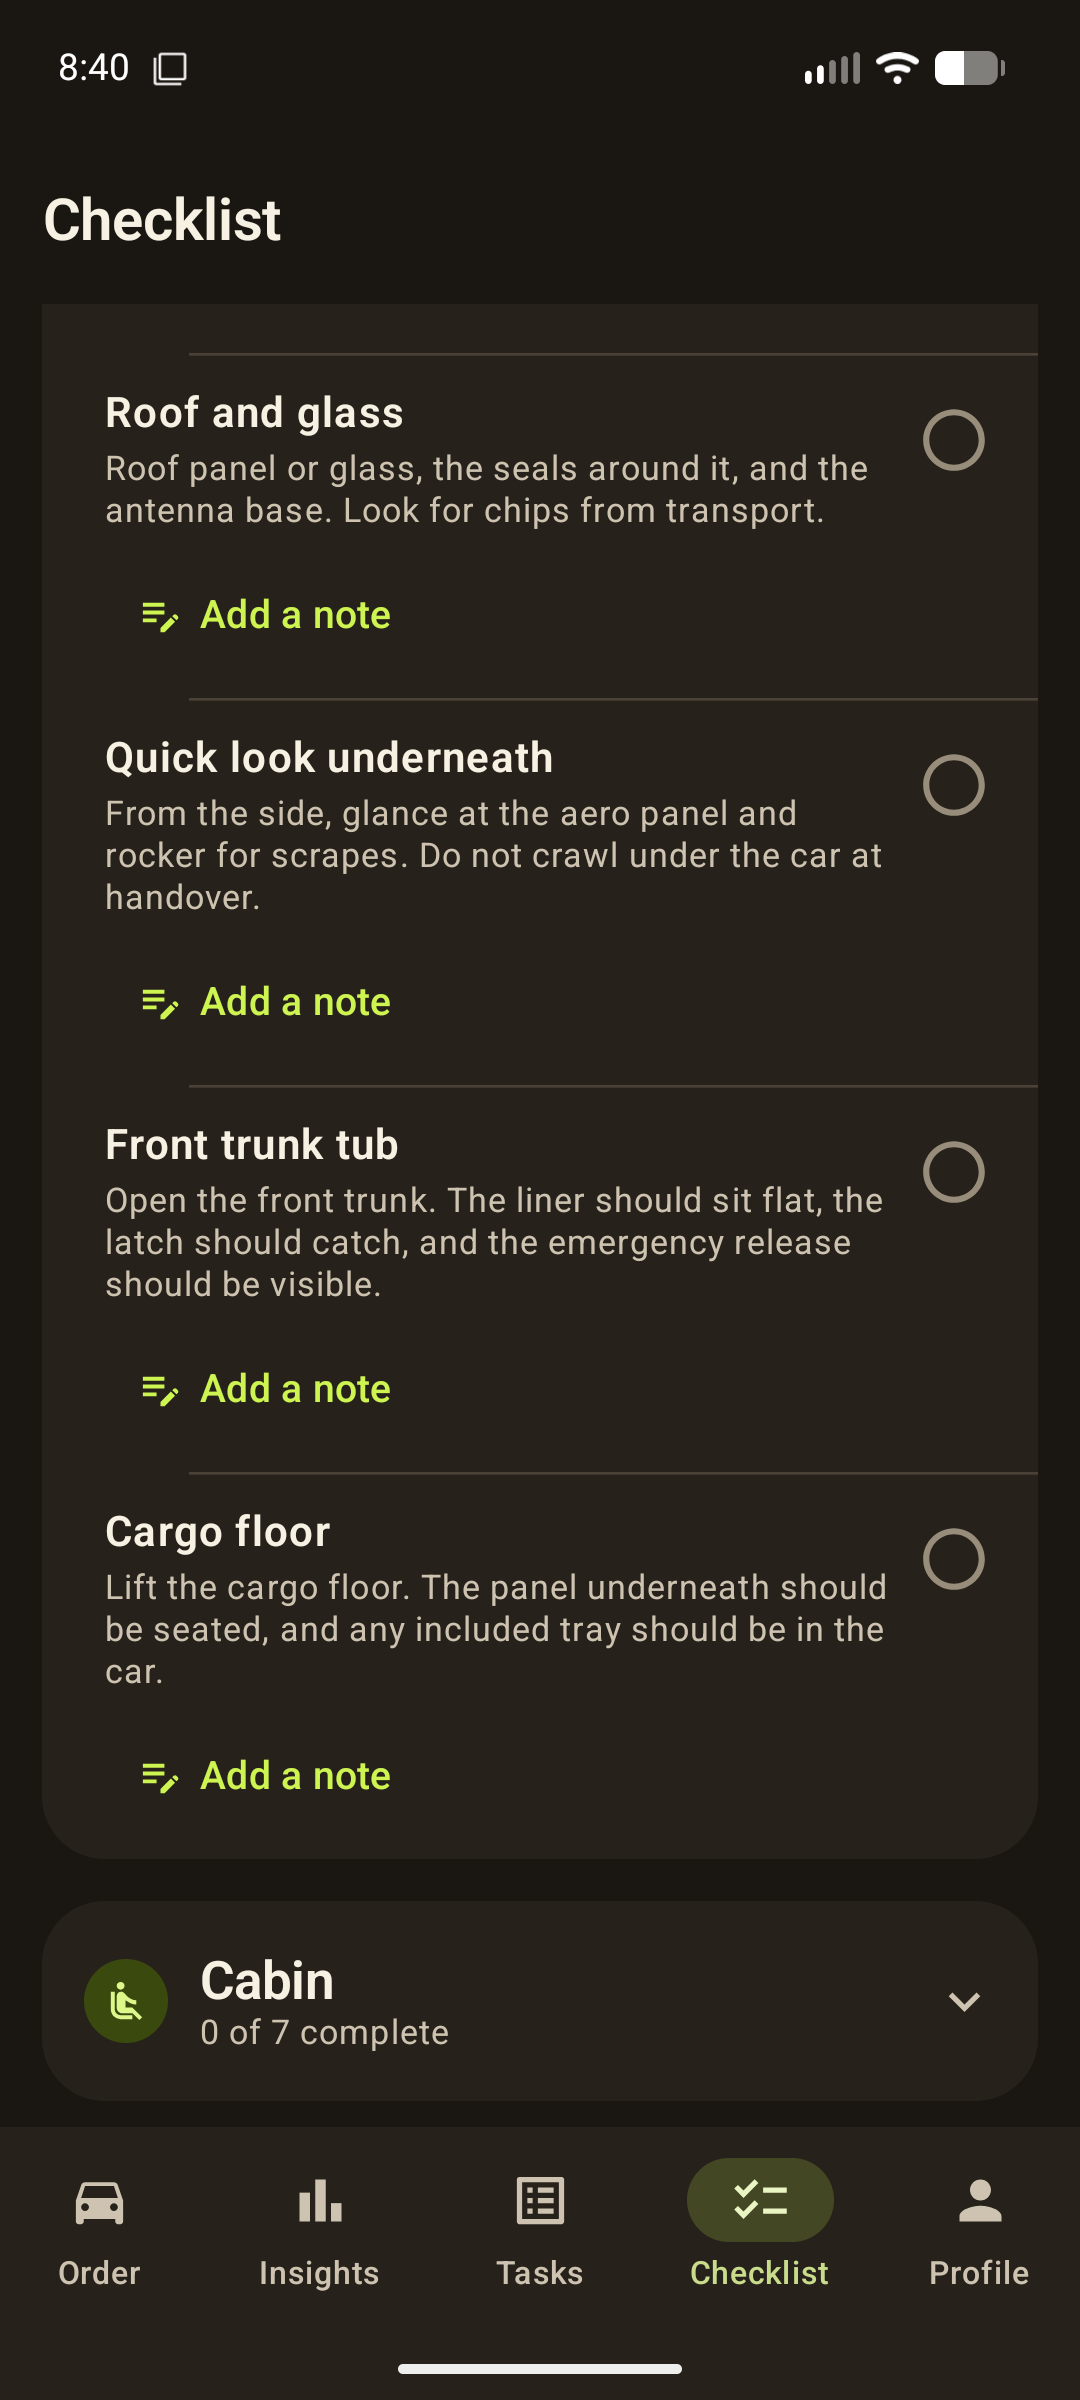 8:40
Checklist
Roof and glass
Roof panel or glass, the seals around it, and the
antenna base. Look for chips from transport.
Add a note
Quick look underneath
From the side, glance at the aero panel and
rocker for scrapes. Do not crawl under the car at
handover.
Add a note
Front trunk tub
Open the front trunk. The liner should sit flat, the
latch should catch, and the emergency release
should be visible.
Add a note
Cargo floor
Lift the cargo floor. The panel underneath should
be seated, and any included tray should be in the
car.
Add a note
Cabin
0 of 7 complete
Order Insights Tasks Checklist Profile